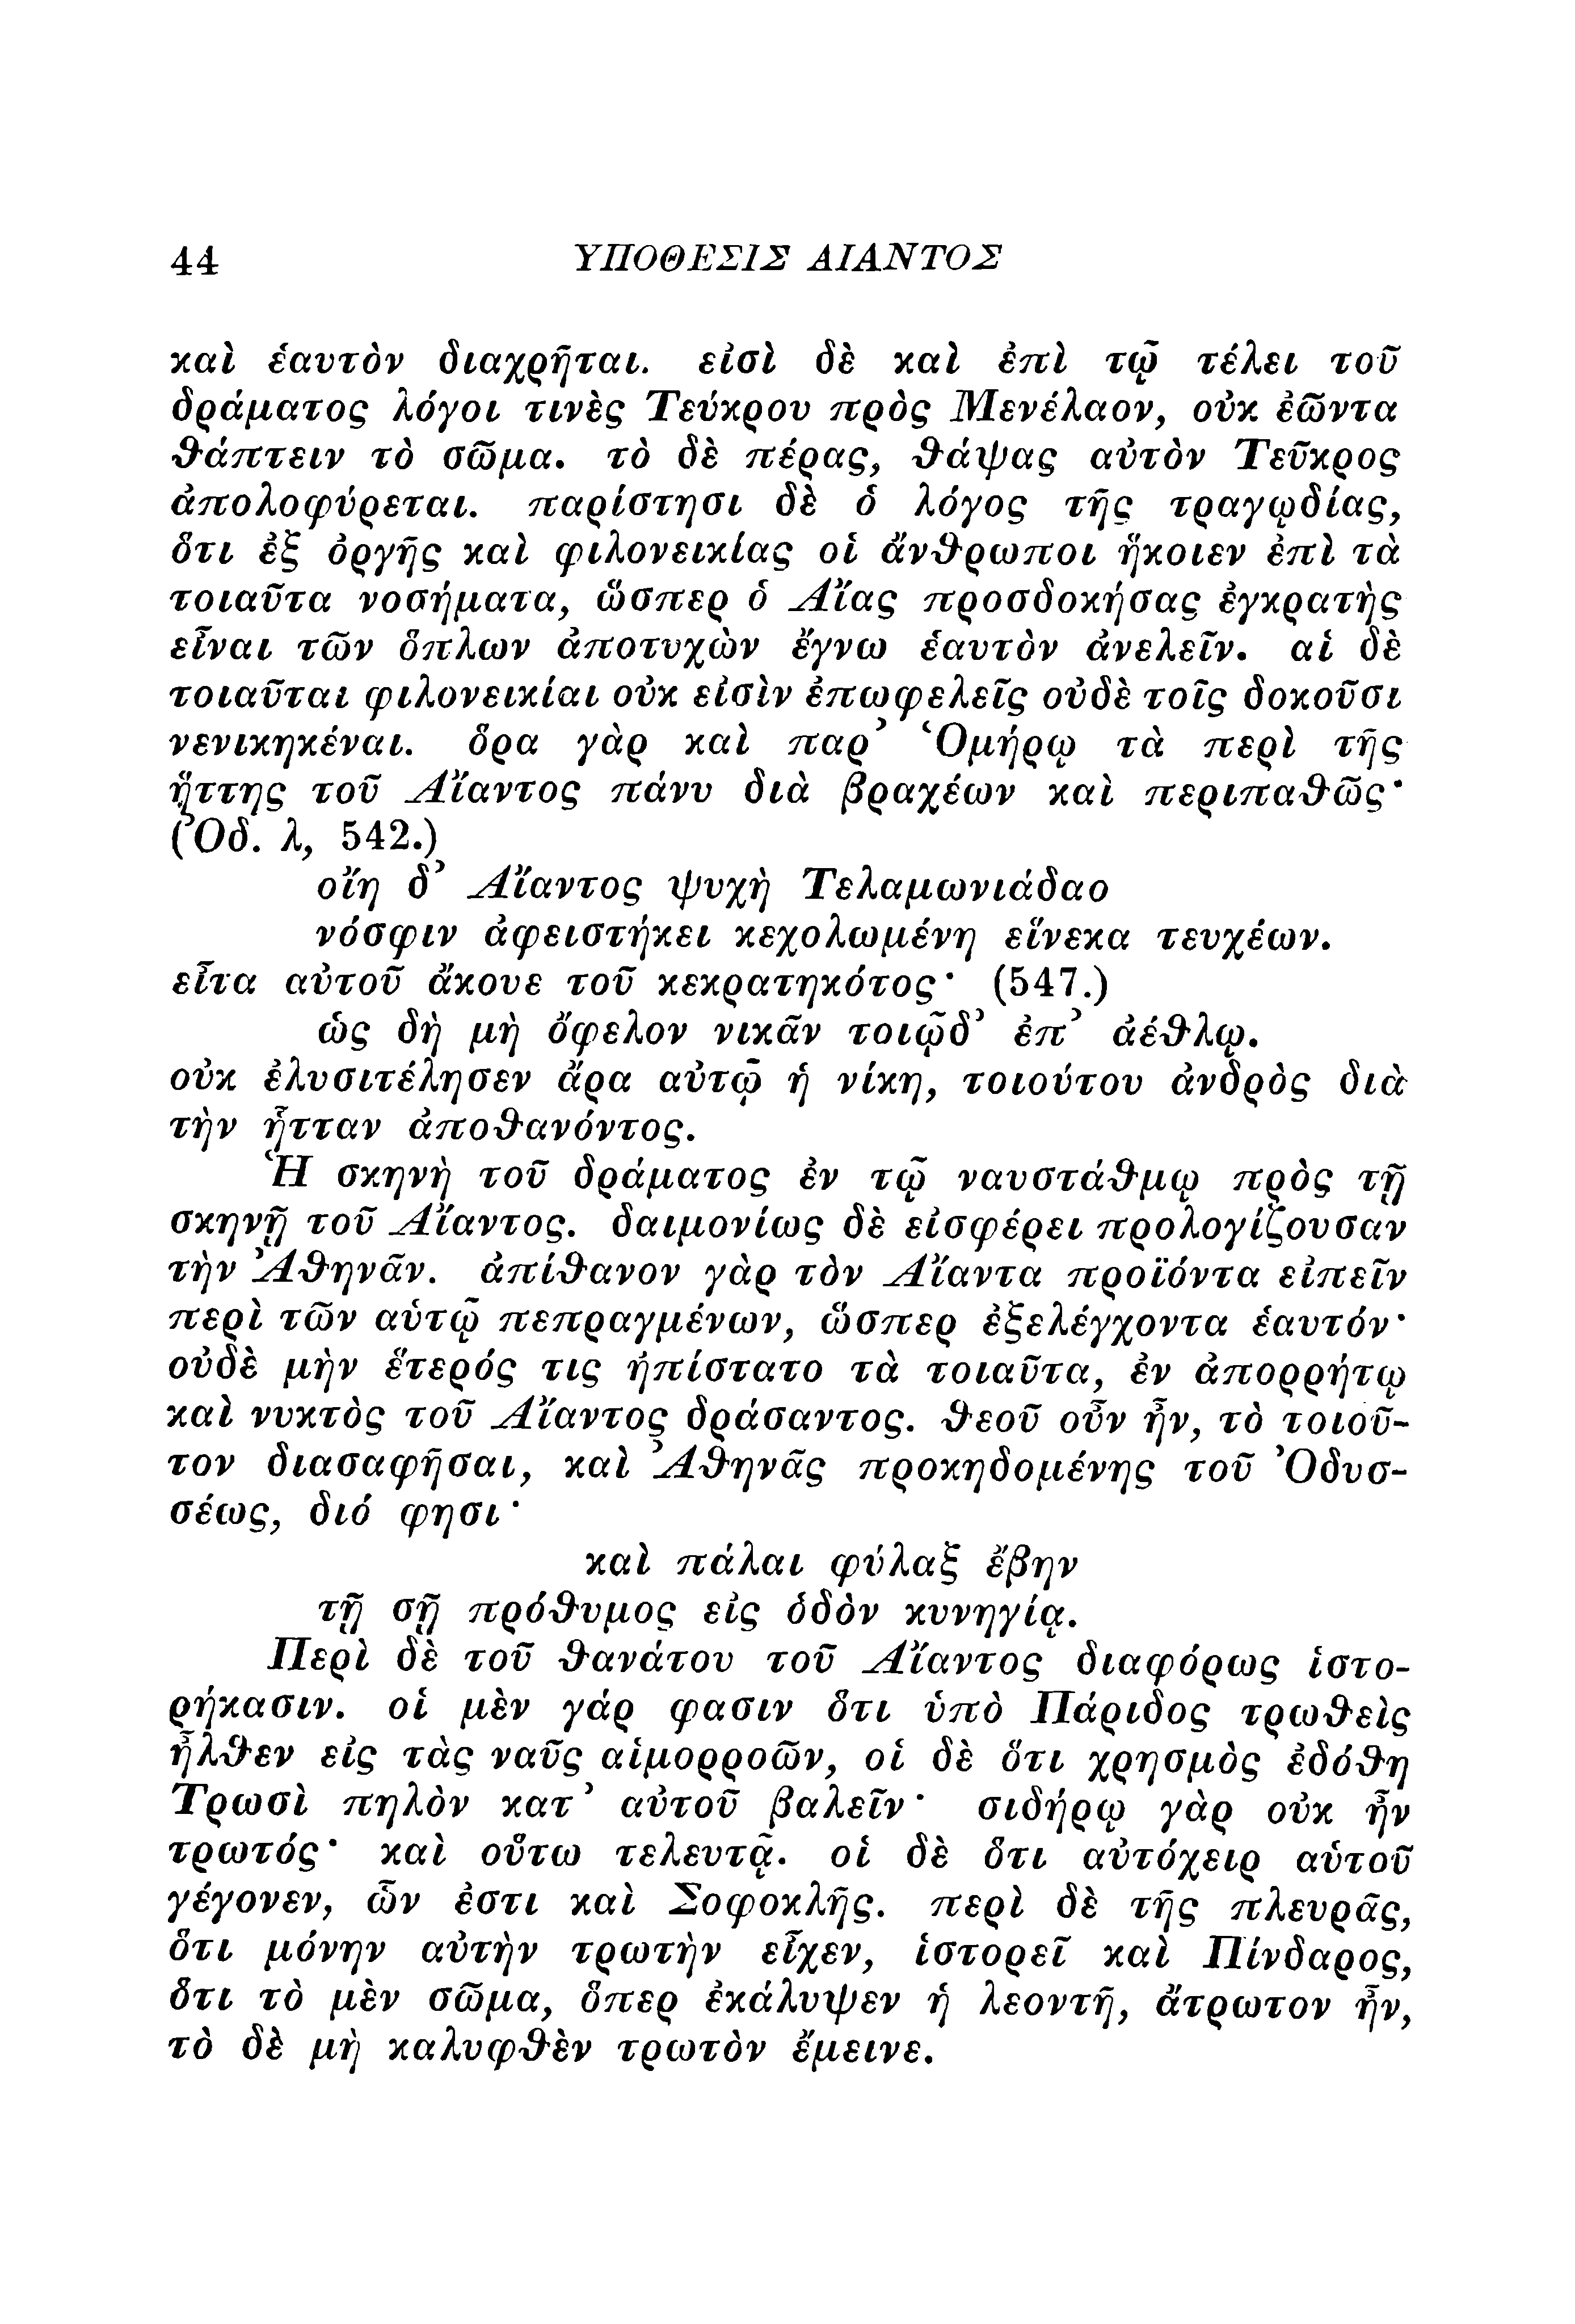 44 ΥΠΟΘΕΣΙΣ ΑΙΑΝΤΟΣ
καὶ ἑαυτὸν διαχρῆται. εἰσὶ δὲ καὶ ἐπὶ τῷ τέλει τοῦ
δράματος λόγοι τινὲς Τεύκρου πρὸς Μενέλαον, οὐκ ἐῶντα
θάπτειν τὸ σῶμα. τὸ δὲ πέρας, θάψας αὐτὸν Τεῦκρος
ἀπολοφύρεται. παρίστησι δὲ ὁ λόγος τῆς τραγῳδίας,
ὅτι ἐξ ὀργῆς καὶ φιλονεικίας οἱ ἄνθρωποι ἥκοιεν ἐπὶ τὰ
τοιαῦτα νοσήματα, ὥσπερ ὁ Αἴας προσδοκήσας ἐγκρατὴς
εἶναι τῶν ὅπλων ἀποτυχὼν ἔγνω ἑαυτὸν ἀνελεῖν. αἱ δὲ
τοιαῦται φιλονεικίαι οὐκ εἰσὶν ἐπωφελεῖς οὐδὲ τοῖς δοκοῦσι
νενικηκέναι. ὅρα γὰρ καὶ παρ’ Ὁμήρῳ τὰ περὶ τῆς
ἥττης τοῦ Αἴαντος πάνυ διὰ βραχέων καὶ περιπαθῶς·
(Ὀδ. λ, 542.)
οἴη δ’ Αἴαντος ψυχὴ Τελαμωνιάδαο
νόσφιν ἀφειστήκει κεχολωμένη εἵνεκα τευχέων.
εἶτα αὐτοῦ ἄκουε τοῦ κεκρατηκότος· (547.)
ὡς δὴ μὴ ὄφελον νικᾶν τοιῷδ’ ἐπ’ ἀέθλῳ.
οὐκ ἐλυσιτέλησεν ἄρα αὐτῷ ἡ νίκη, τοιούτου ἀνδρὸς διὰ
τὴν ἧτταν ἀποθανόντος.
Ἡ σκηνὴ τοῦ δράματος ἐν τῷ ναυστάθμῳ πρὸς τῇ
σκηνῇ τοῦ Αἴαντος. δαιμονίως δὲ εἰσφέρει προλογίζουσαν
τὴν Ἀθηνᾶν. ἀπίθανον γὰρ τὸν Αἴαντα προϊόντα εἰπεῖν
περὶ τῶν αὑτῷ πεπραγμένων, ὥσπερ ἐξελέγχοντα ἑαυτόν·
οὐδὲ μὴν ἕτερός τις ἠπίστατο τὰ τοιαῦτα, ἐν ἀπορρήτῳ
καὶ νυκτὸς τοῦ Αἴαντος δράσαντος. θεοῦ οὖν ἦν, τὸ τοιοῦ-
τον διασαφῆσαι, καὶ Ἀθηνᾶς προκηδομένης τοῦ Ὀδυσ-
σέως, διό φησι·
καὶ πάλαι φύλαξ ἔβην
τῇ σῇ πρόθυμος εἰς ὁδὸν κυνηγίᾳ.
Περὶ δὲ τοῦ θανάτου τοῦ Αἴαντος διαφόρως ἱστο-
ρήκασιν. οἱ μὲν γάρ φασιν ὅτι ὑπὸ Πάριδος τρωθεὶς
ἦλθεν εἰς τὰς ναῦς αἱμορροῶν, οἱ δὲ ὅτι χρησμὸς ἐδόθη
Τρωσὶ πηλὸν κατ’ αὐτοῦ βαλεῖν· σιδήρῳ γὰρ οὐκ ἦν
τρωτός· καὶ οὕτω τελευτᾷ. οἱ δὲ ὅτι αὐτόχειρ αὑτοῦ
γέγονεν, ὧν ἐστι καὶ Σοφοκλῆς. περὶ δὲ τῆς πλευρᾶς,
ὅτι μόνην αὐτὴν τρωτὴν εἶχεν, ἱστορεῖ καὶ Πίνδαρος,
ὅτι τὸ μὲν σῶμα, ὅπερ ἐκάλυψεν ἡ λεοντῆ, ἄτρωτον ἦν,
τὸ δὲ μὴ καλυφθὲν τρωτὸν ἔμεινε.